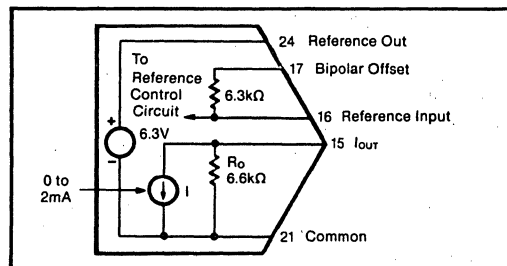 24 Reference Out
17 Bipolar Offset
To
Reference
Control
Circuit
6.3kΩ
16 Reference Input
+
6.3V
−
15 IOUT
RO
6.6kΩ
0 to
2mA
I
21 Common